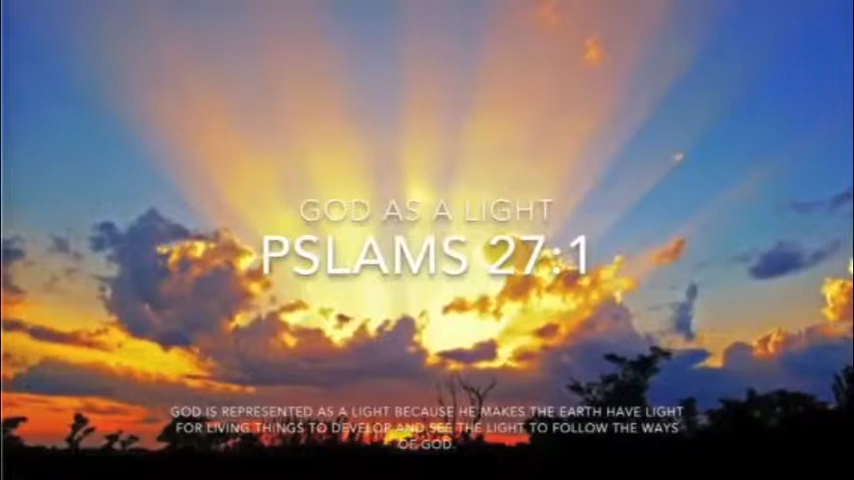 GOD AS A LIGHT
PSLAMS 27:1
GOD IS REPRESENTED AS A LIGHT BECAUSE HE MAKES THE EARTH HAVE LIGHT
FOR LIVING THINGS TO DEVELOP AND SEE THE LIGHT TO FOLLOW THE WAYS
OF GOD.